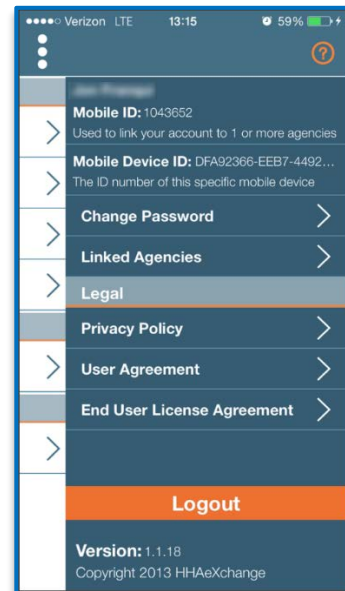 Verizon LTE 13:15 59%
?
Mobile ID: 1043652
Used to link your account to 1 or more agencies
Mobile Device ID: DFA92366-EEB7-4492...
The ID number of this specific mobile device
Change Password
Linked Agencies
Legal
Privacy Policy
User Agreement
End User License Agreement
Logout
Version: 1.1.18
Copyright 2013 HHAeXchange